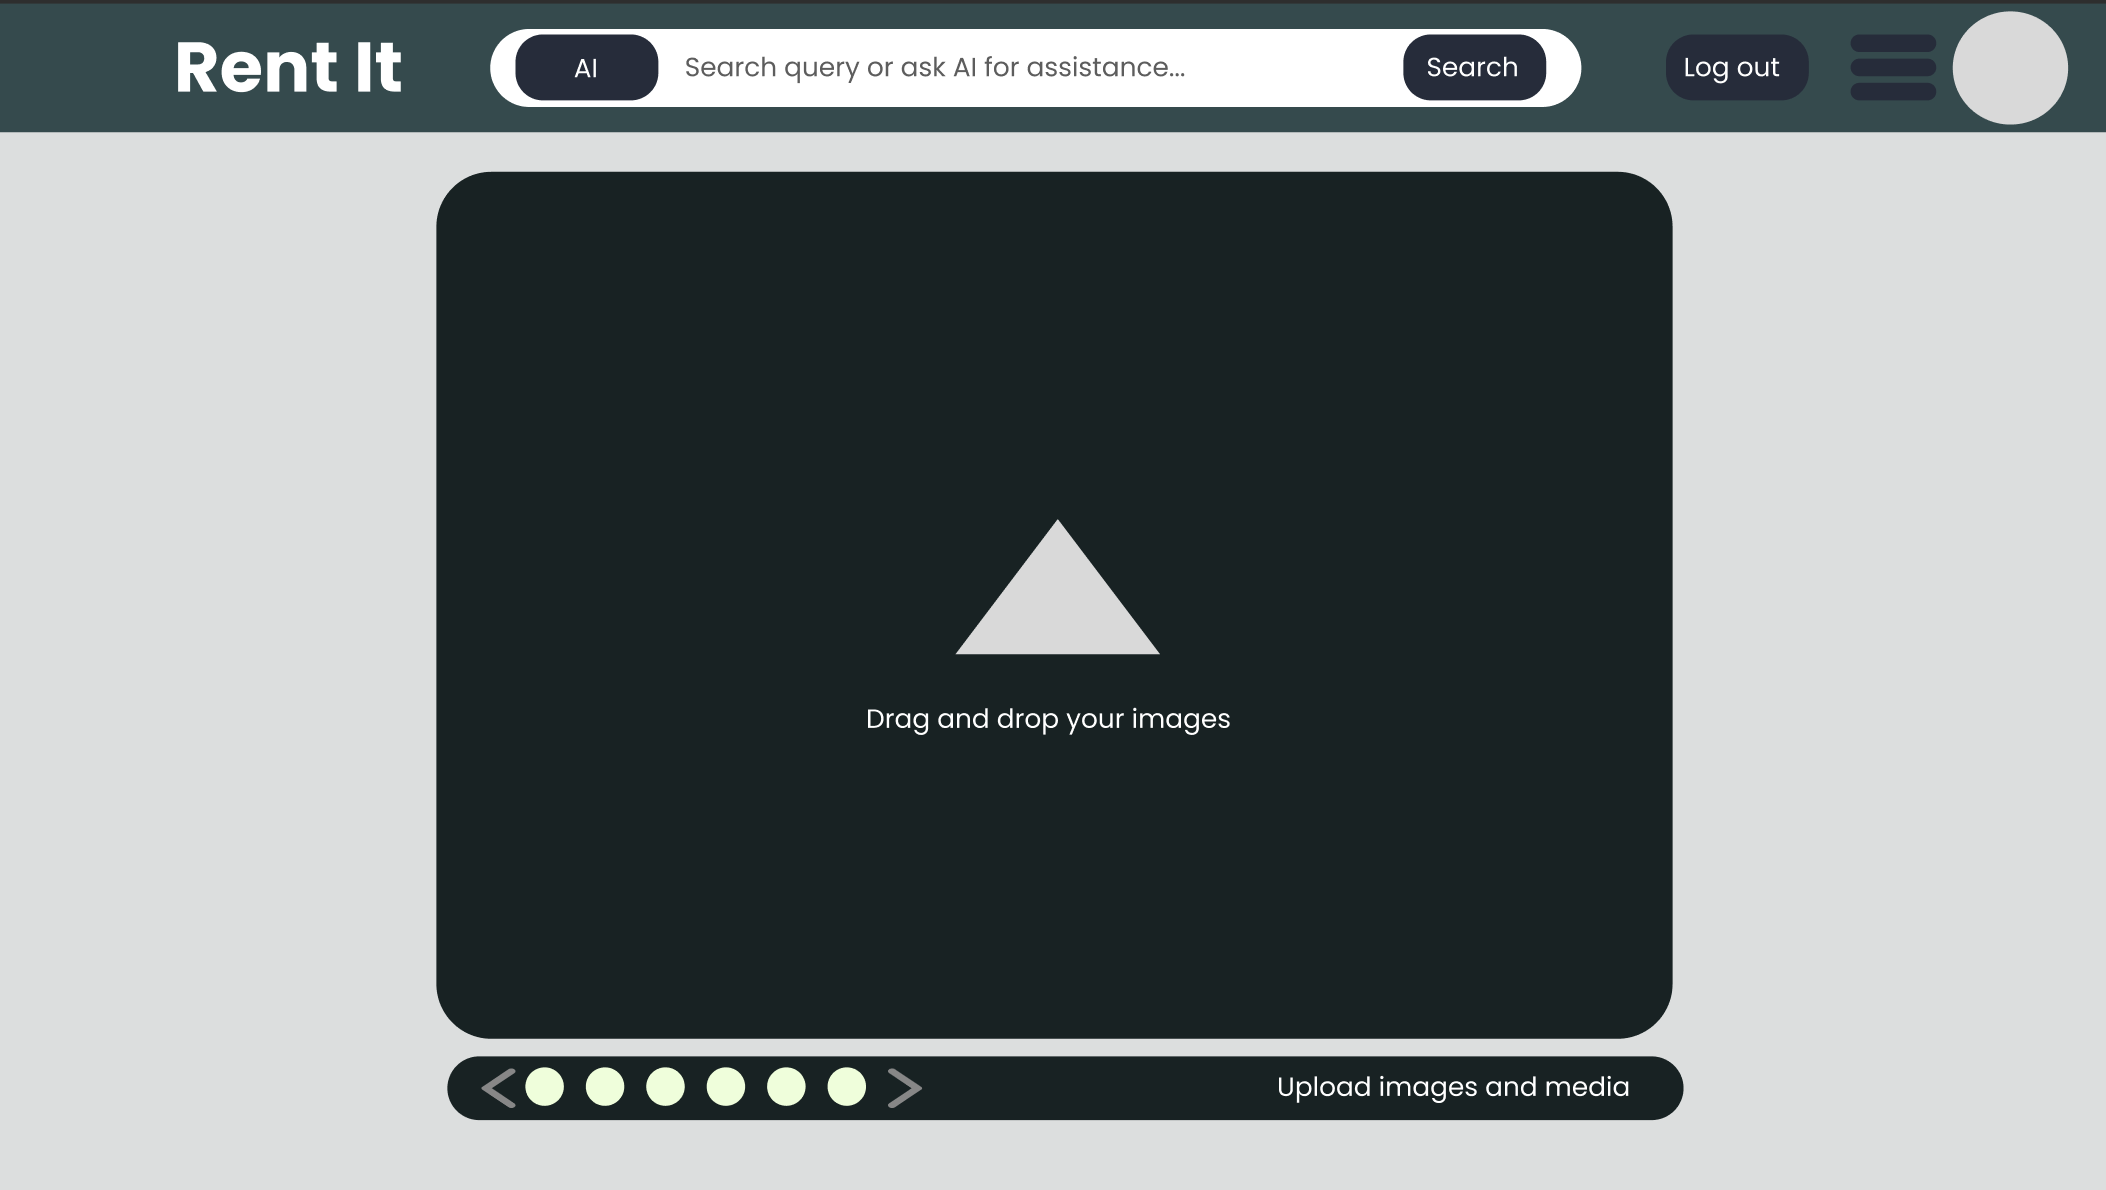 Rent It
AI
Search query or ask AI for assistance...
Search
Log out
Drag and drop your images
Upload images and media